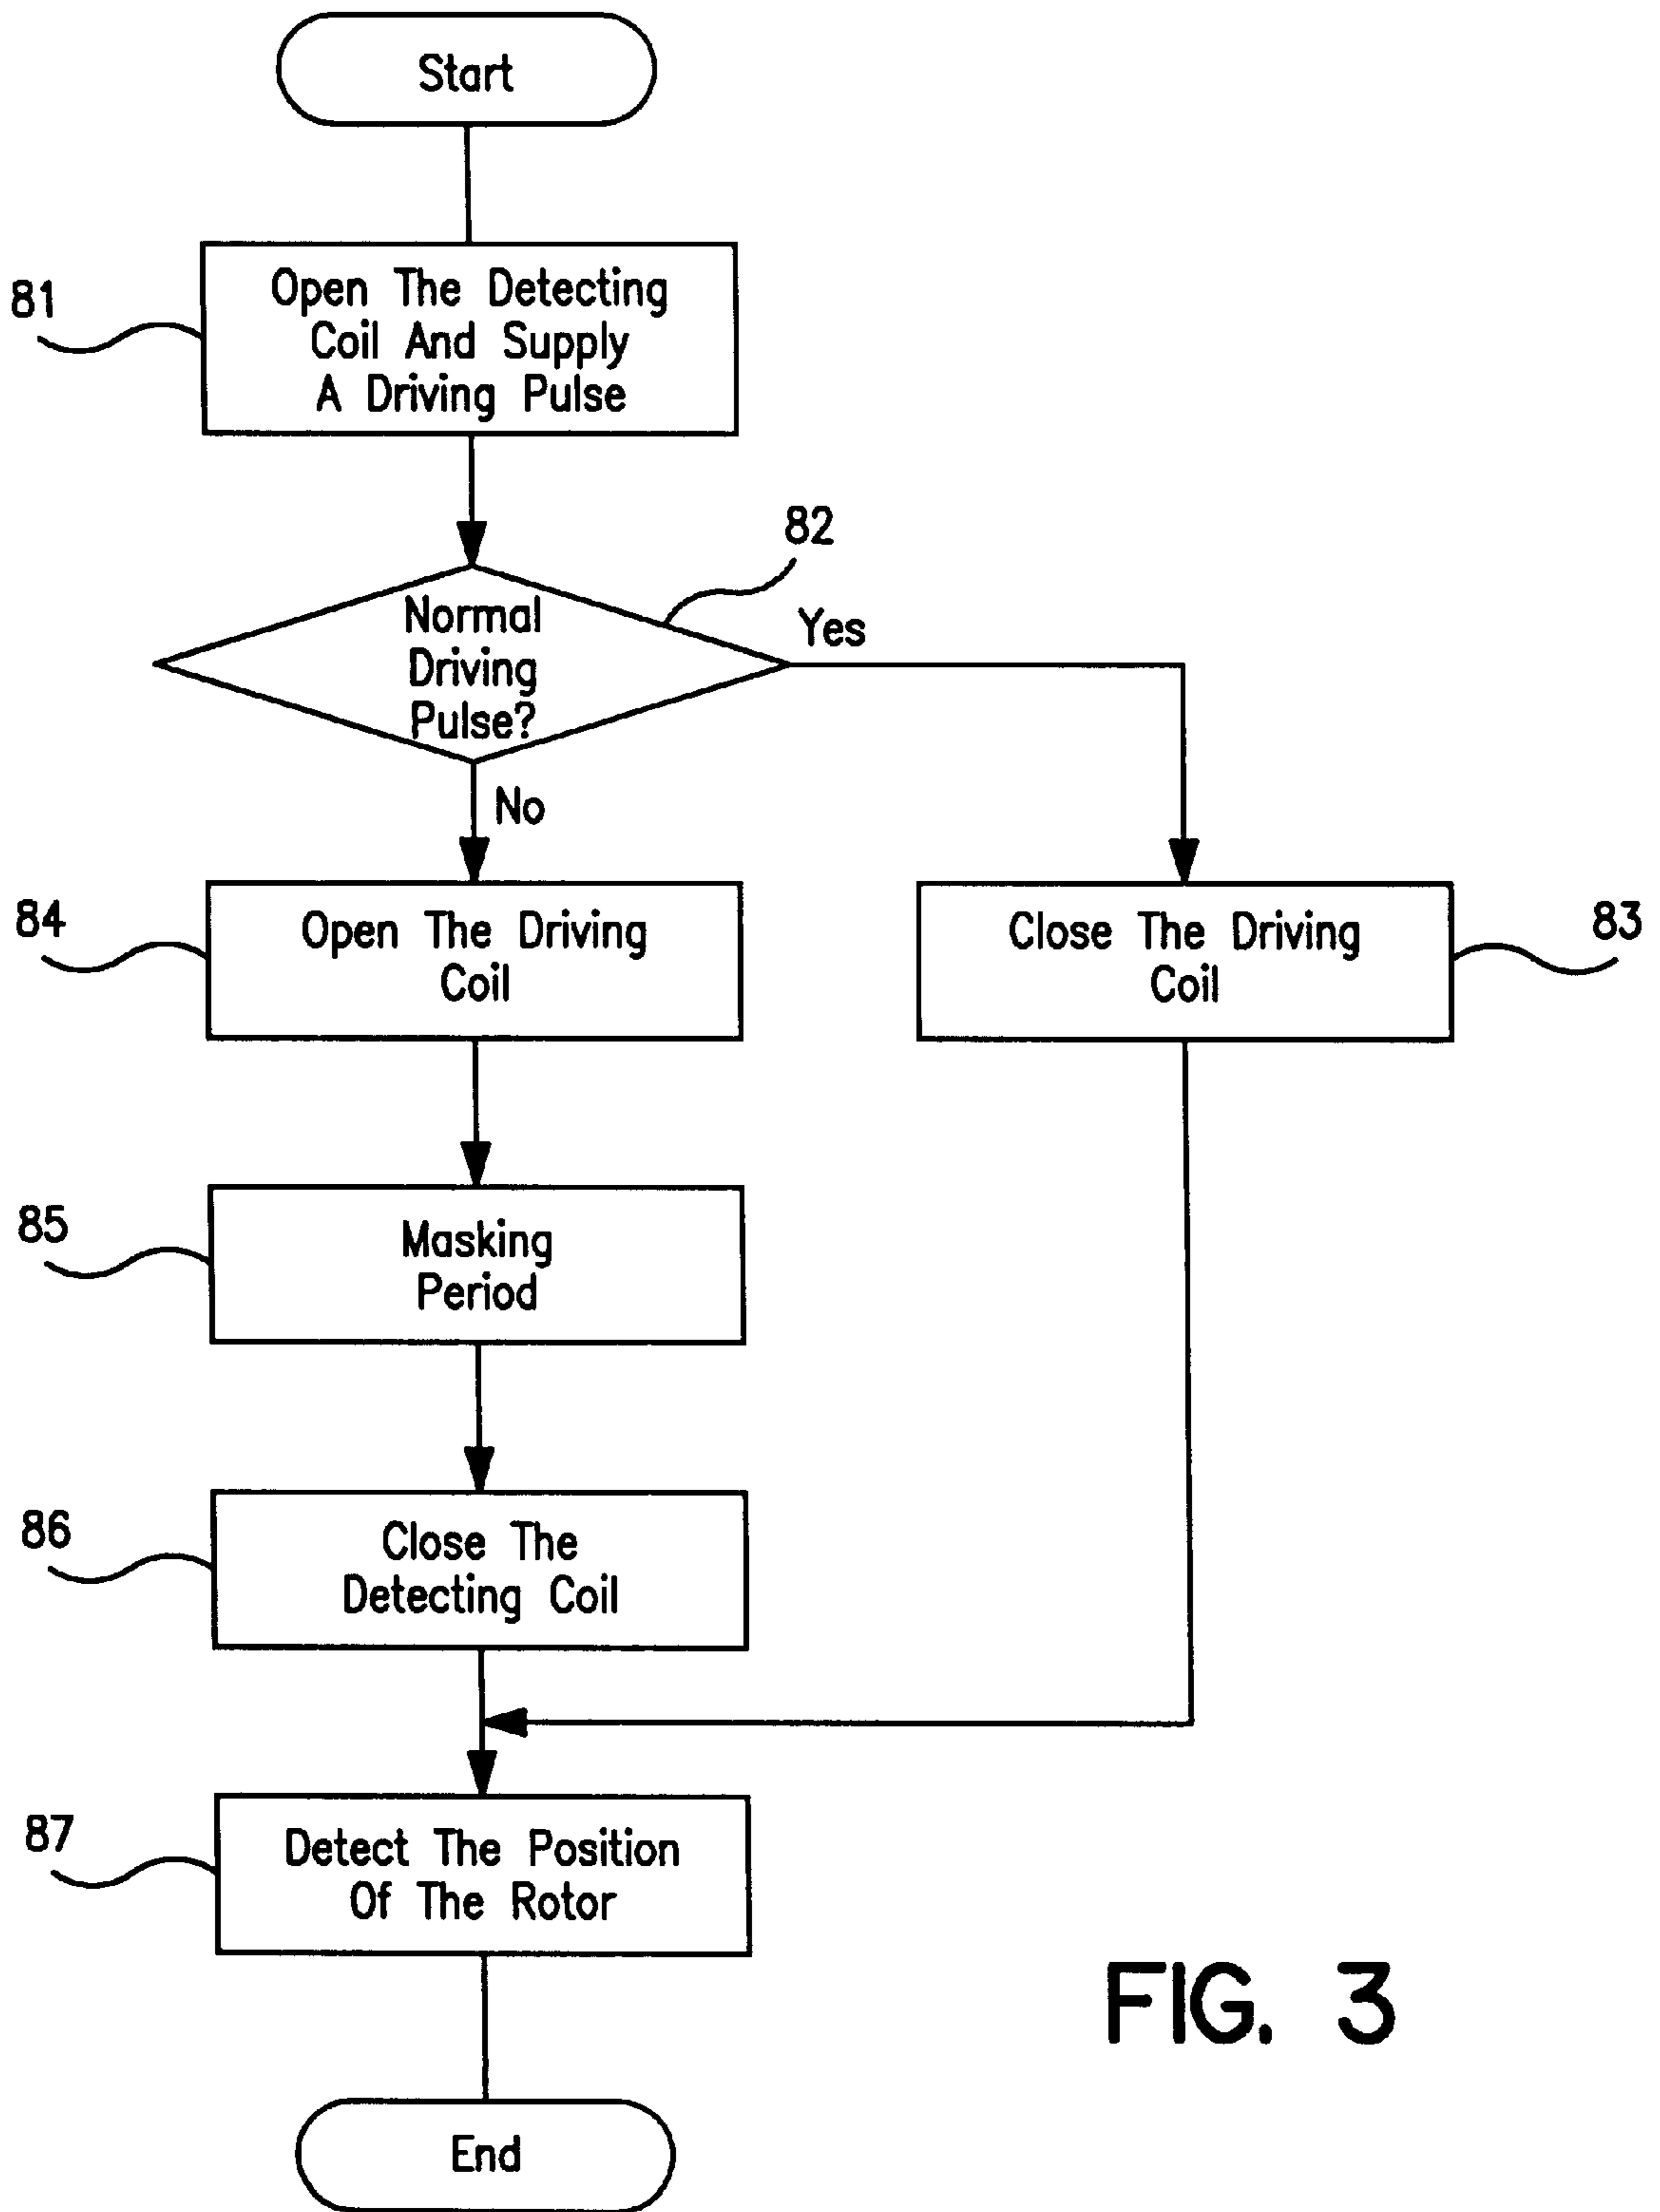 Start
81
Open The Detecting
Coil And Supply
A Driving Pulse
82
Normal
Driving
Pulse?
Yes
No
84
Open The Driving
Coil
Close The Driving
Coil
83
85
Masking
Period
86
Close The
Detecting Coil
87
Detect The Position
Of The Rotor
FIG. 3
End